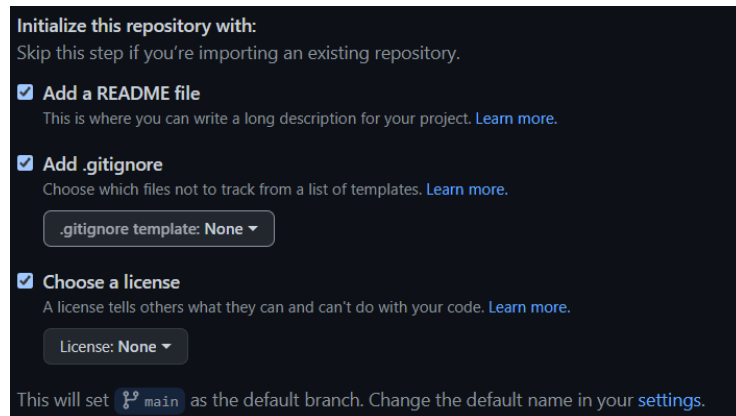 Initialize this repository with:
Skip this step if you're importing an existing repository.
Add a README file
This is where you can write a long description for your project. Learn more.
Add .gitignore
Choose which files not to track from a list of templates. Learn more.
.gitignore template: None
Choose a license
A license tells others what they can and can't do with your code. Learn more.
License: None
This will set main as the default branch. Change the default name in your settings.